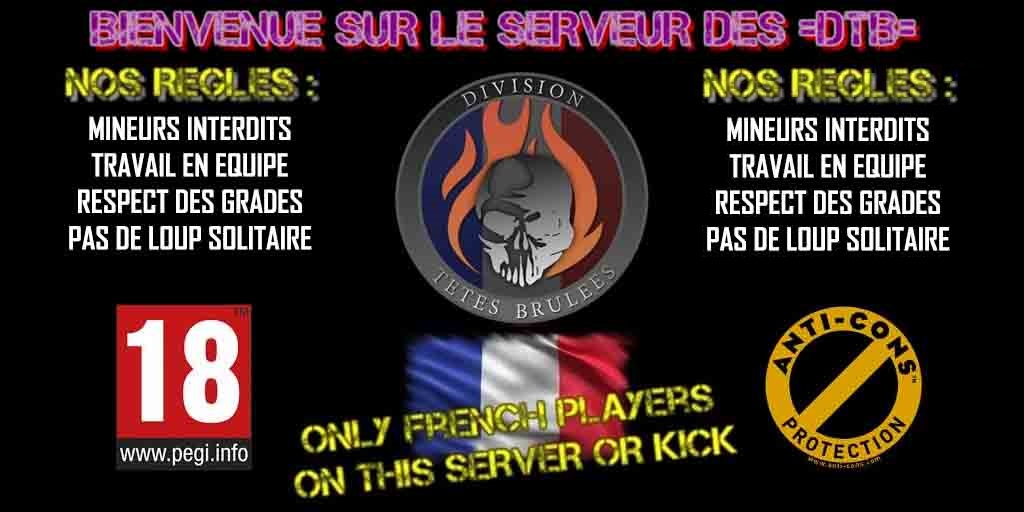 BIENVENUE SUR LE SERVEUR DES =DTB=
NOS REGLES :
MINEURS INTERDITS
TRAVAIL EN EQUIPE
RESPECT DES GRADES
PAS DE LOUP SOLITAIRE
DIVISION
TETES BRULEES
NOS REGLES :
MINEURS INTERDITS
TRAVAIL EN EQUIPE
RESPECT DES GRADES
PAS DE LOUP SOLITAIRE
18 TM
www.pegi.info
ONLY FRENCH PLAYERS
ON THIS SERVER OR KICK
ANTI-CONS TM
PROTECTION
www.anti-cons.com